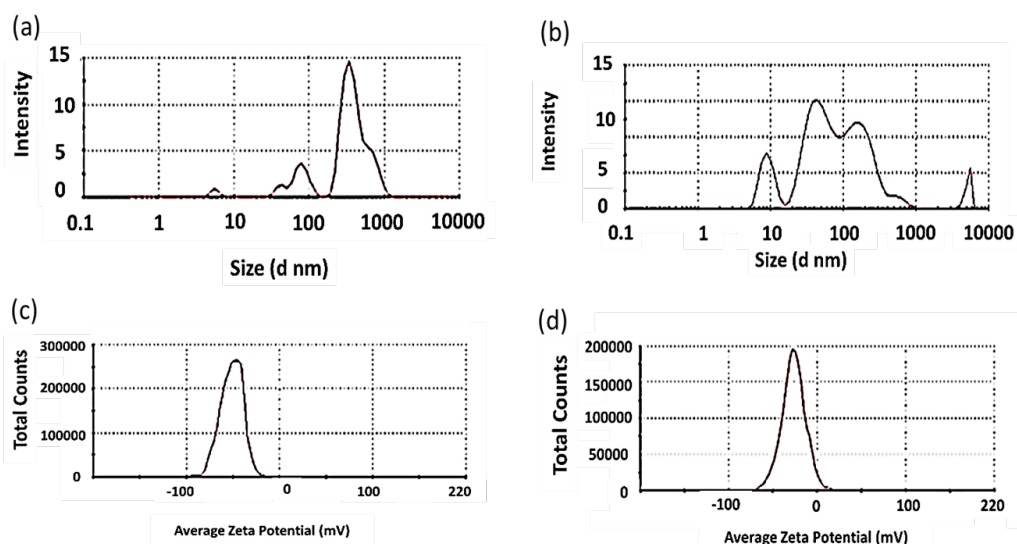 (a)
15
10
5
0
Intensity
0.1 1 10 100 1000 10000
Size (d nm)
(b)
15
10
5
0
Intensity
0.1 1 10 100 1000 10000
Size (d nm)
(c)
300000
200000
100000
0
Total Counts
-100 0 100 220
Average Zeta Potential (mV)
(d)
200000
150000
100000
50000
0
Total Counts
-100 0 100 220
Average Zeta Potential (mV)